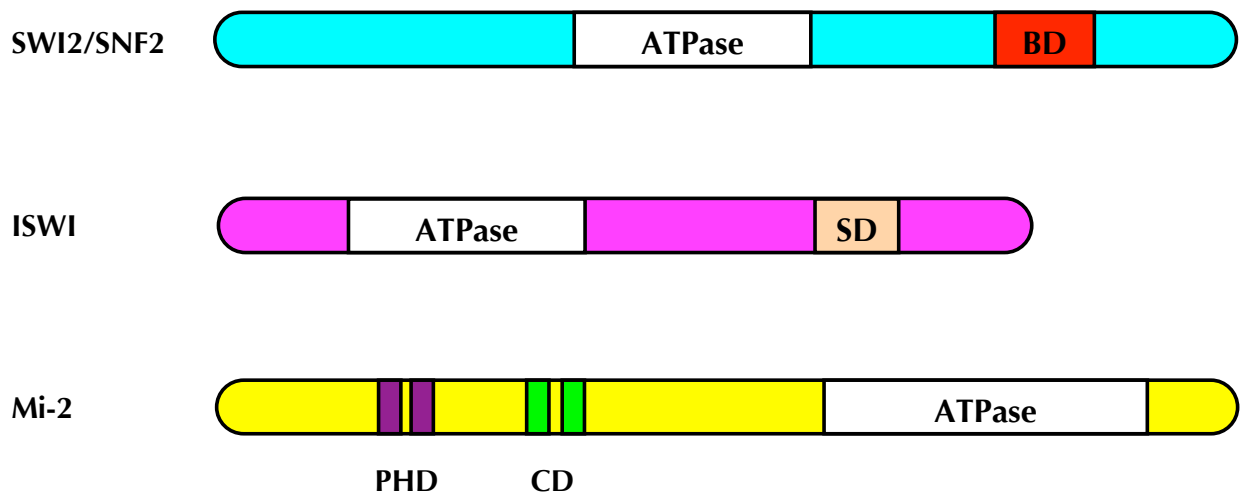 SWI2/SNF2 ATPase BD
ISWI ATPase SD
Mi-2 ATPase
PHD CD